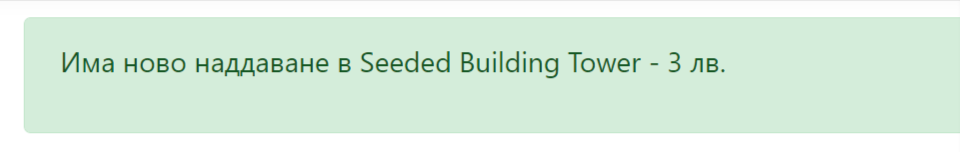 Има ново наддаване в Seeded Building Tower - 3 лв.